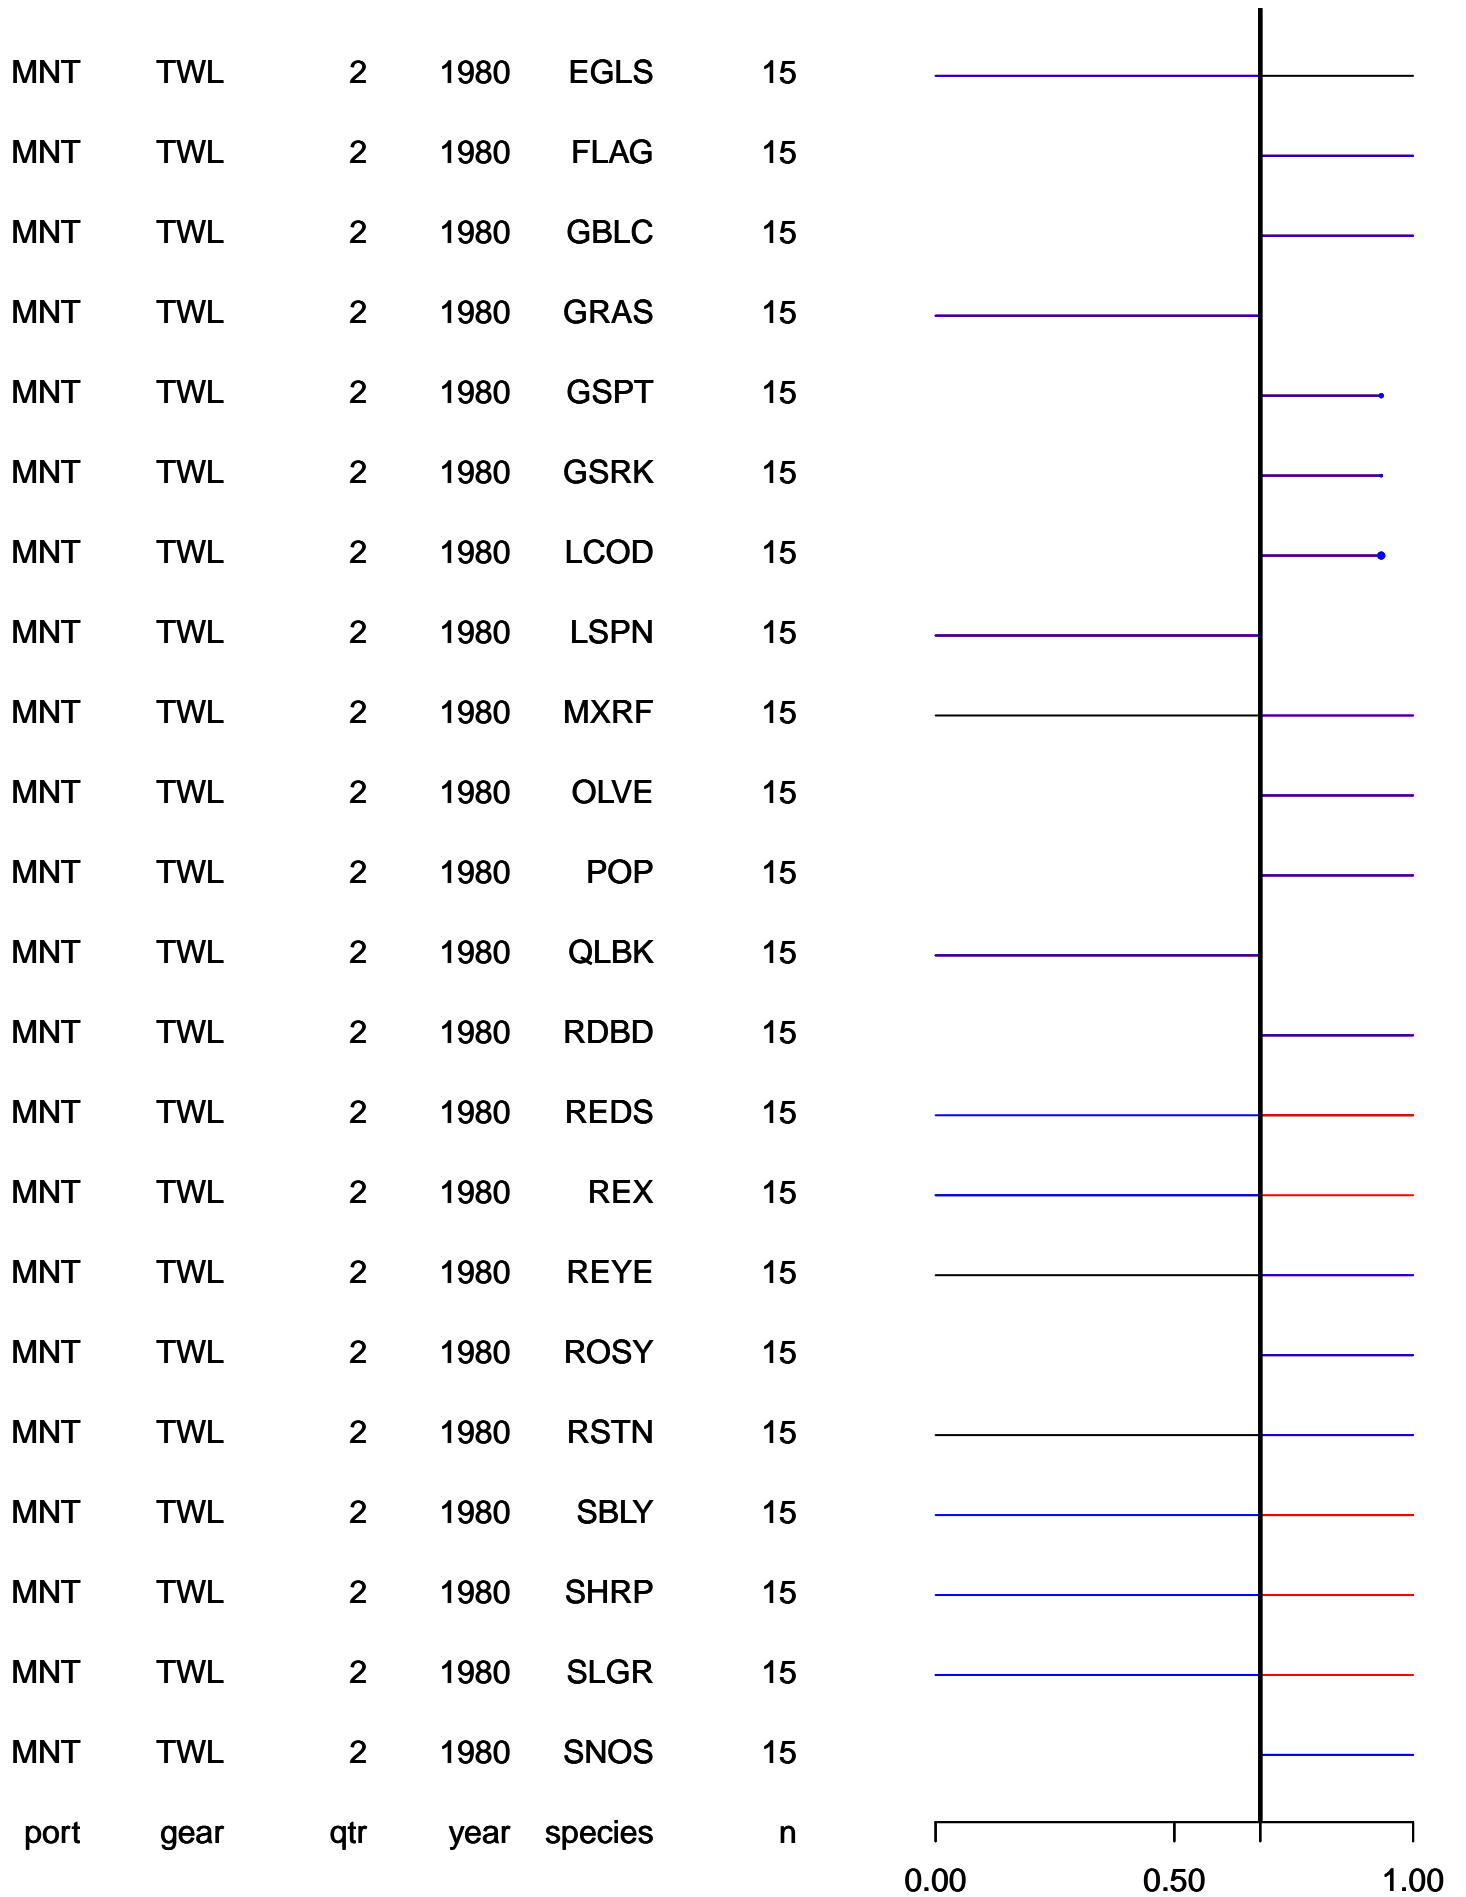 MNT TWL 2 1980 EGLS 15
MNT TWL 2 1980 FLAG 15
MNT TWL 2 1980 GBLC 15
MNT TWL 2 1980 GRAS 15
MNT TWL 2 1980 GSPT 15
MNT TWL 2 1980 GSRK 15
MNT TWL 2 1980 LCOD 15
MNT TWL 2 1980 LSPN 15
MNT TWL 2 1980 MXRF 15
MNT TWL 2 1980 OLVE 15
MNT TWL 2 1980 POP 15
MNT TWL 2 1980 QLBK 15
MNT TWL 2 1980 RDBD 15
MNT TWL 2 1980 REDS 15
MNT TWL 2 1980 REX 15
MNT TWL 2 1980 REYE 15
MNT TWL 2 1980 ROSY 15
MNT TWL 2 1980 RSTN 15
MNT TWL 2 1980 SBLY 15
MNT TWL 2 1980 SHRP 15
MNT TWL 2 1980 SLGR 15
MNT TWL 2 1980 SNOS 15
port gear qtr year species n
0.00 0.50 1.00